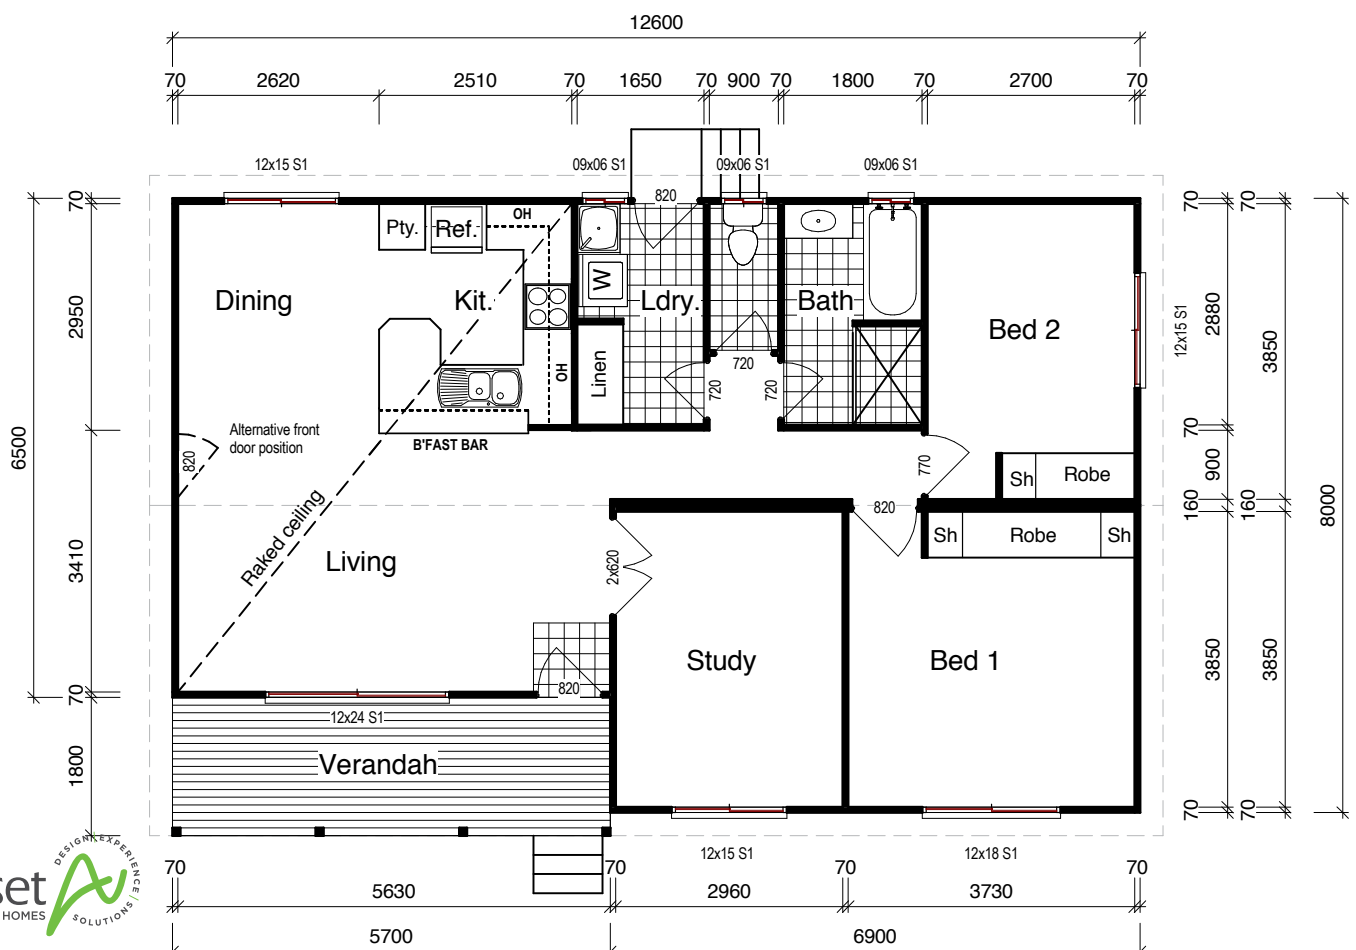 12600
70 2620 2510 70 1650 70 900 70 1800 70 2700 70
12x15 S1 09x06 S1 09x06 S1 09x06 S1
820
OH
Pty. Ref.
W
Dining Kit. Ldry. Bath Bed 2
12x15 S1
OH
Linen
720
720 720
Alternative front
door position
820
B'FAST BAR
770
Sh Robe
820
Sh Robe Sh
Raked ceiling
Living
2x620
Study Bed 1
820
12x24 S1
Verandah
12x15 S1 12x18 S1
70 2950 3410 70 1800
6500
70 2880 70 900 160 3850 70
70 3850 160 3850 70
8000
70 5630 70 2960 70 3730 70
5700 6900
DESIGN EXPERIENCE SOLUTIONS
set
HOMES